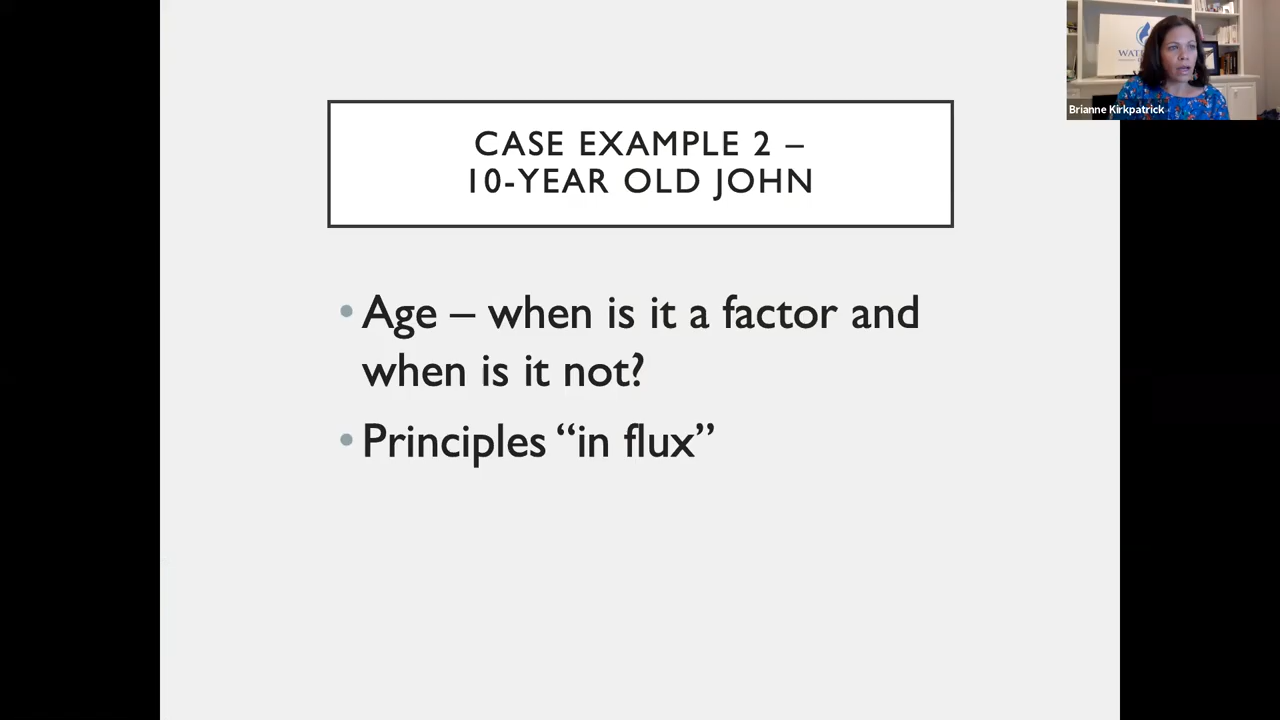 CASE EXAMPLE 2 –
10-YEAR OLD JOHN
• Age – when is it a factor and
when is it not?
• Principles “in flux”
Brianne Kirkpatrick